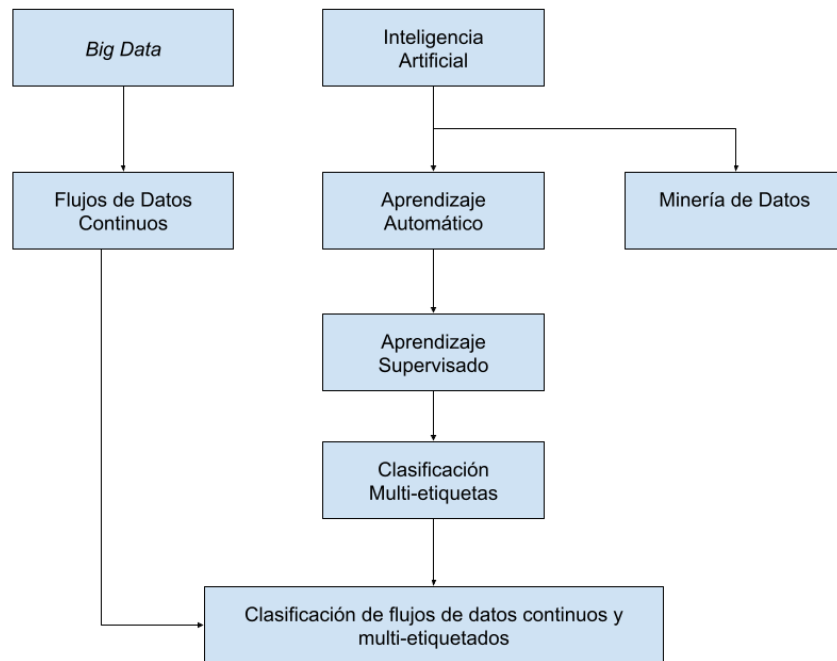 Big Data
Inteligencia
Artificial
Flujos de Datos
Continuos
Aprendizaje
Automático
Minería de Datos
Aprendizaje
Supervisado
Clasificación
Multi-etiquetas
Clasificación de flujos de datos continuos y
multi-etiquetados